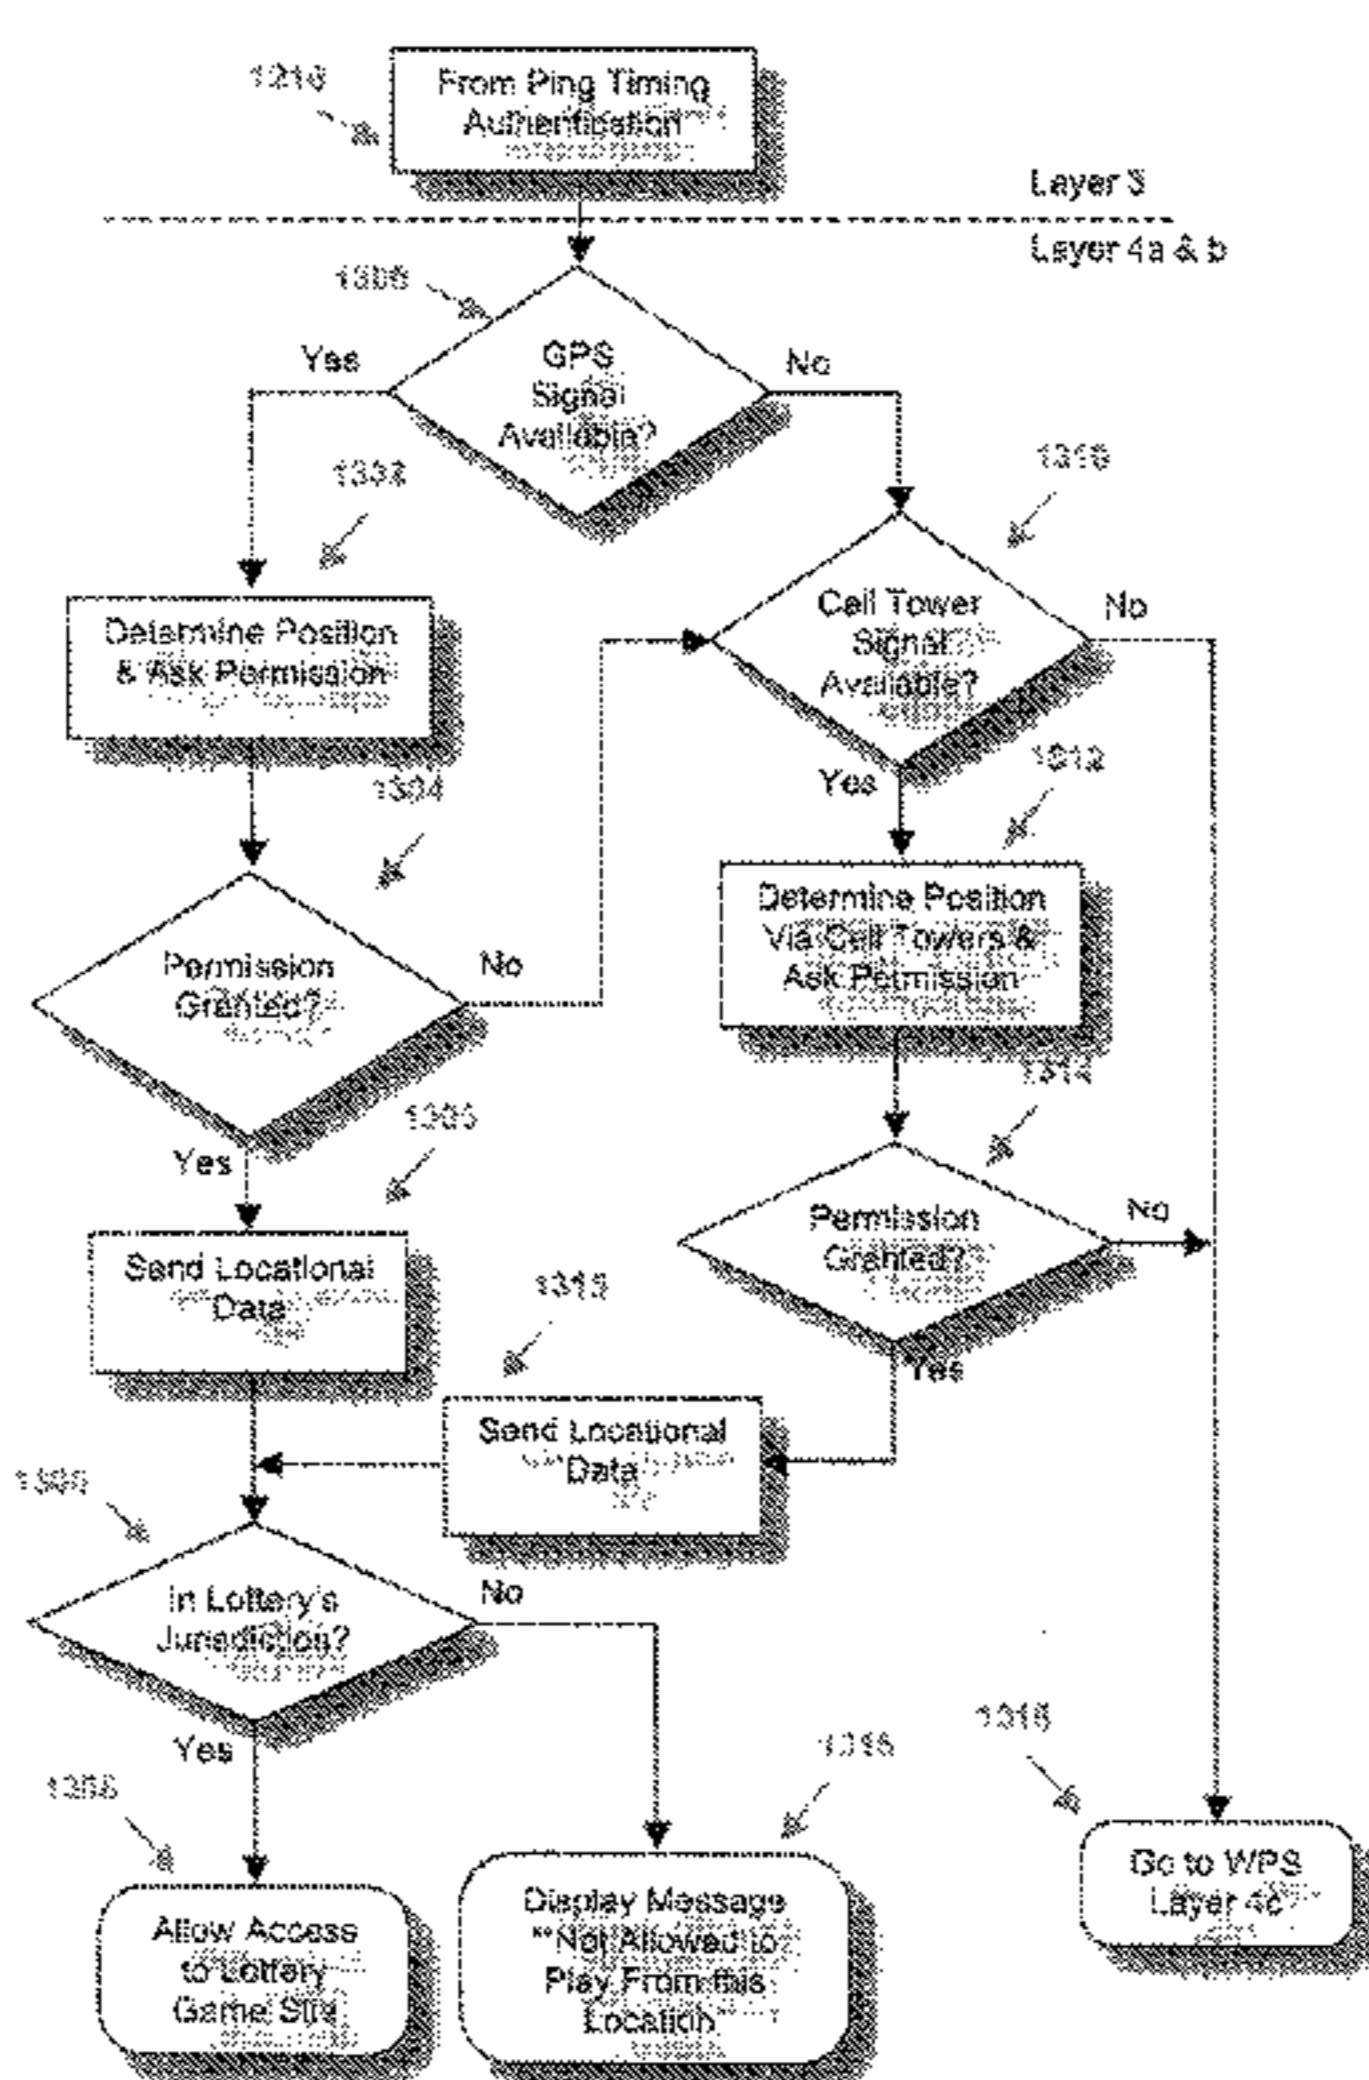 From Ping Timing
Authentication
Layer 3
Layer 4a & b
GPS
Signal
Available?
Yes
No
Cell Tower
Signal
Available?
No
Yes
Determine Position
& Ask Permission
1304
1312
Determine Position
Via Cell Towers &
Ask Permission
Permission
Granted?
No
Yes
1314
Permission
Granted?
No
Yes
Send Locational
Data
Send Locational
Data
In Lottery's
Jurisdiction?
No
Yes
Allow Access
to Lottery
Game Site
Display Message
"Not Allowed to
Play From this
Location"
Go to WPS
Layer 4c